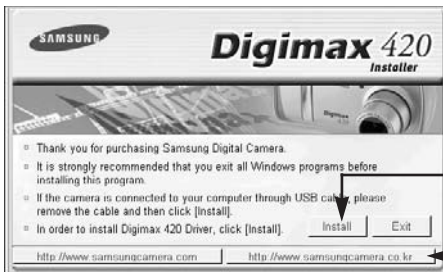 SAMSUNG
Digimax 420
Installer
Digimax
Thank you for purchasing Samsung Digital Camera.
It is strongly recommended that you exit all Windows programs before
installing this program.
If the camera is connected to your computer through USB cable, please
remove the cable and then click [Install].
In order to install Digimax 420 Driver, click [Install].
Install Exit
http://www.samsungcamera.com http://www.samsungcamera.co.kr